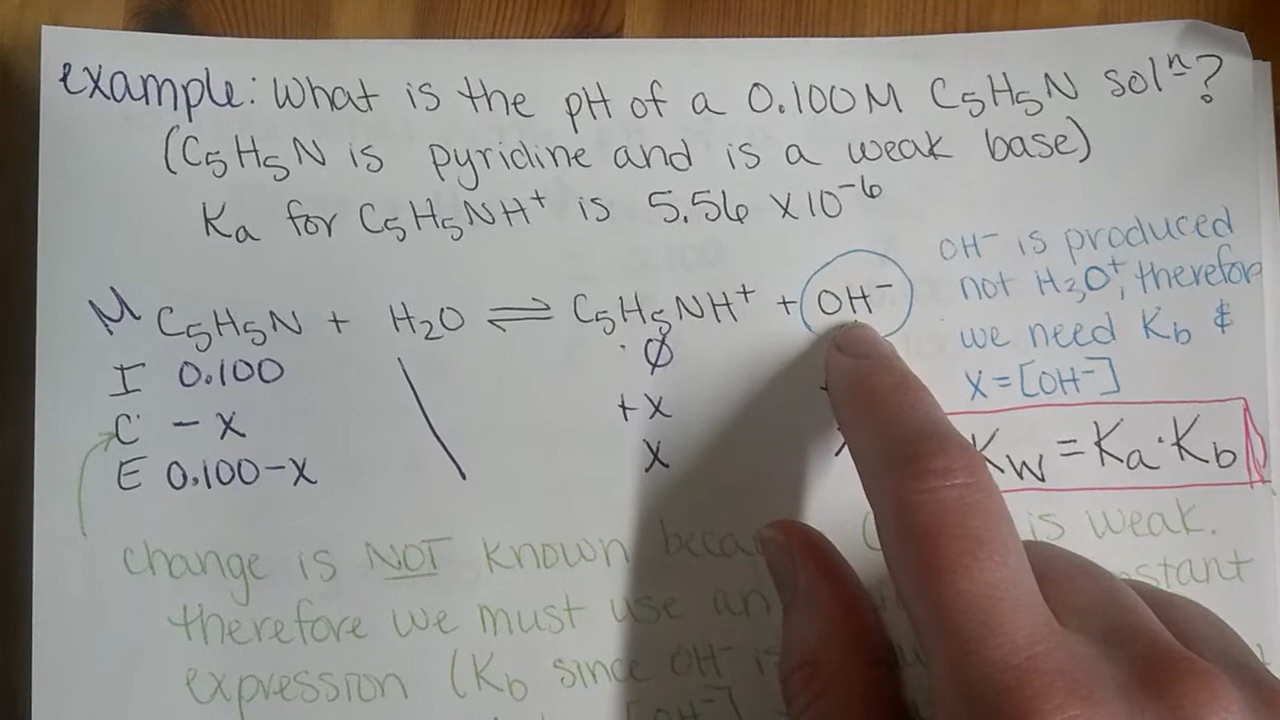 example: What is the pH of a 0.100M C₅H₅N solⁿ?
(C₅H₅N is pyridine and is a weak base)
Ka for C₅H₅NH⁺ is 5.56 x10⁻⁶
OH⁻ is produced
not H₃O⁺, therefore
we need Kb &
x=[OH⁻]
M C₅H₅N + H₂O ⇌ C₅H₅NH⁺ + OH⁻
I 0.100 ∅
C -x +x
E 0.100-x x
Kw = Ka·Kb
change is NOT known is weak.
therefore we must use an
expression (Kb since OH⁻
[OH⁻]